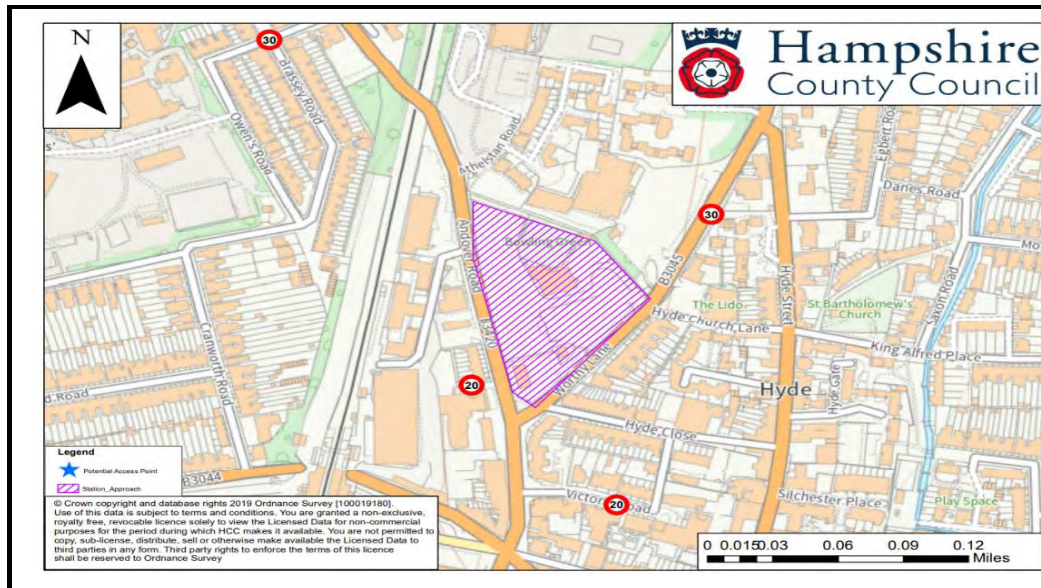 N
30
Hampshire
County Council
Brassey Road
Owen's Road
s'
Athelstan Road
Egbert Road
Danes Road
Andover Road
Bowling Green
30
B3045
Mo
Saxon Road
The Lido
Hyde Street
St Bartholomew's
Church
Hyde Church Lane
King Alfred Place
Cranworth Road
B3420
Worthy Lane
20
d Road
Hyde
Hyde Gate
Hyde Close
Legend
Potential Access Point
Station_Approach
B3044
20
Silchester Place
Play Space
© Crown copyright and database rights 2019 Ordnance Survey [100019180].
Use of this data is subject to terms and conditions. You are granted a non-exclusive,
royalty free, revocable licence solely to view the Licensed Data for non-commercial
purposes for the period during which HCC makes it available. You are not permitted to
copy, sub-license, distribute, sell or otherwise make available the Licensed Data to
third parties in any form. Third party rights to enforce the terms of this licence
shall be reserved to Ordnance Survey
0 0.0150.03 0.06 0.09 0.12
Miles